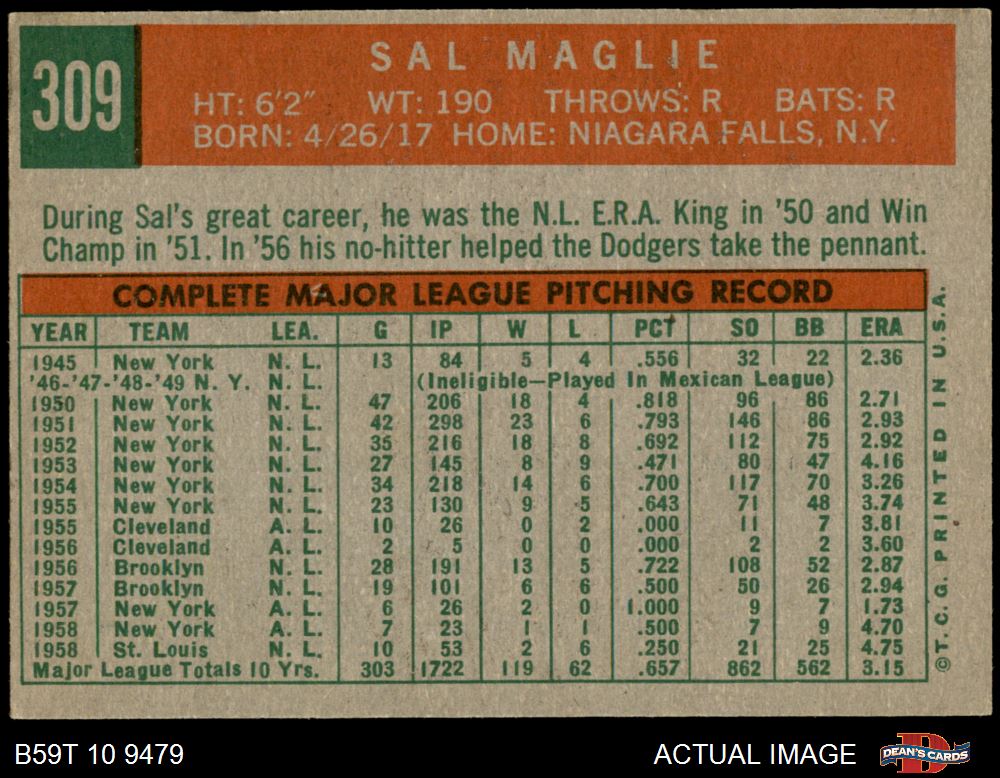 309
SAL MAGLIE
HT: 6'2" WT: 190 THROWS: R BATS: R
BORN: 4/26/17 HOME: NIAGARA FALLS, N.Y.
During Sal's great career, he was the N.L. E.R.A. King in '50 and Win
Champ in '51. In '56 his no-hitter helped the Dodgers take the pennant.
COMPLETE MAJOR LEAGUE PITCHING RECORD
YEAR TEAM LEA. G IP W L PCT SO BB ERA
1945 New York N. L. 13 84 5 4 .556 32 22 2.36
'46-'47-'48-'49 N. Y. N. L. (Ineligible—Played In Mexican League)
1950 New York N. L. 47 206 18 4 .818 96 86 2.71
1951 New York N. L. 42 298 23 6 .793 146 86 2.93
1952 New York N. L. 35 216 18 8 .692 112 75 2.92
1953 New York N. L. 27 145 8 9 .471 80 47 4.16
1954 New York N. L. 34 218 14 6 .700 117 70 3.26
1955 New York N. L. 23 130 9 5 .643 71 48 3.74
1955 Cleveland A. L. 10 26 0 2 .000 11 7 3.81
1956 Cleveland A. L. 2 5 0 0 .000 2 2 3.60
1956 Brooklyn N. L. 28 191 13 5 .722 108 52 2.87
1957 Brooklyn N. L. 19 101 6 6 .500 50 26 2.94
1957 New York A. L. 6 26 2 0 1.000 9 7 1.73
1958 New York A. L. 7 23 1 1 .500 7 9 4.70
1958 St. Louis N. L. 10 53 2 6 .250 21 25 4.75
Major League Totals 10 Yrs. 303 1722 119 62 .657 862 562 3.15
©T. C. G. PRINTED IN U.S.A.
B59T 10 9479
ACTUAL IMAGE
D
DEAN'S CARDS